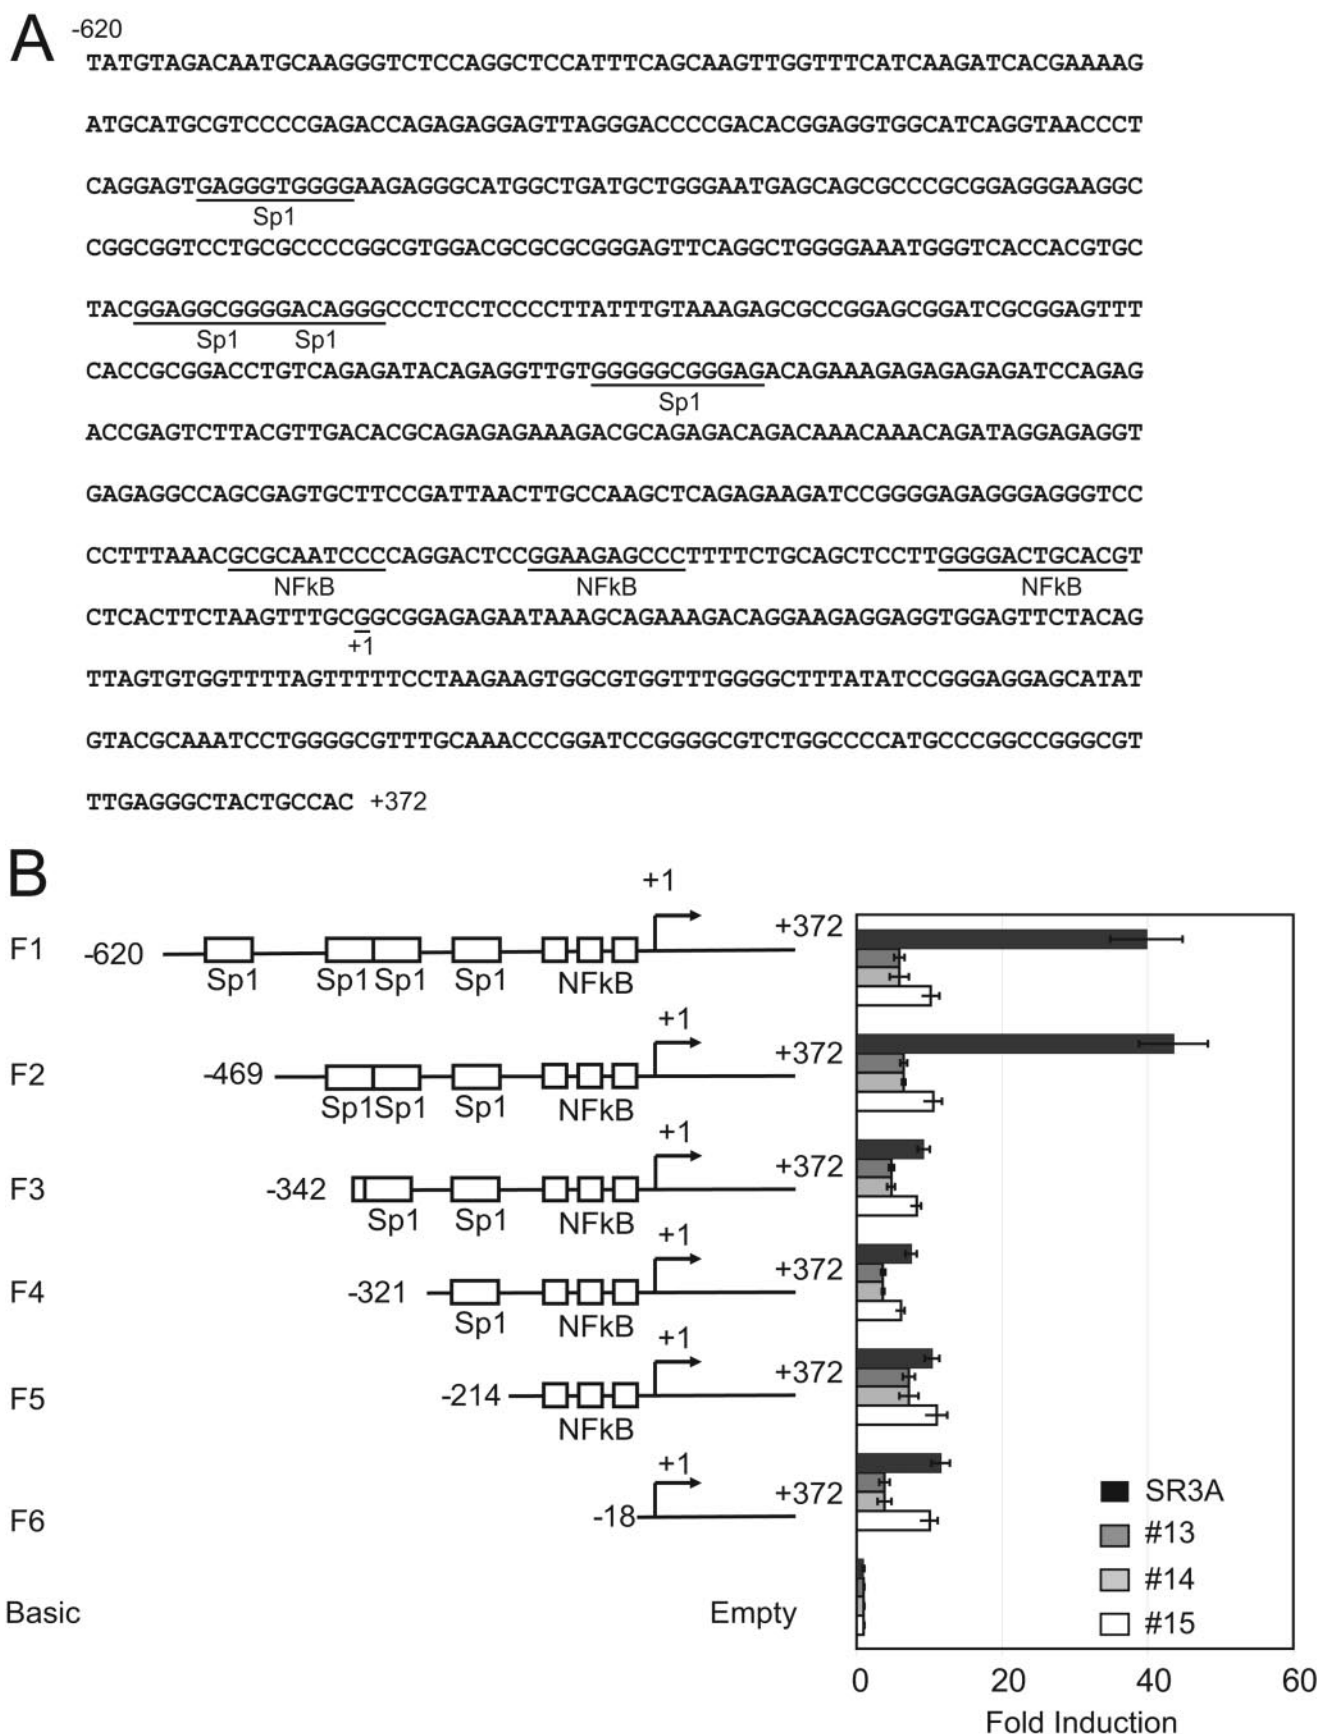 A
-620
TATGTAGACAATGCAAGGGTCTCCAGGCTCCATTTCAGCAAGTTGGTTTCATCAAGATCACGAAAAG
ATGCATGCGTCCCCGAGACCAGAGAGGAGTTAGGGACCCCGACACGGAGGTGGCATCAGGTAACCCT
CAGGAGTGAGGGTGGGGAAGAGGGCATGGCTGATGCTGGGAATGAGCAGCGCCCGCGGAGGGAAGGC
Sp1
CGGCGGTCCTGCGCCCCGGCGTGGACGCGCGCGGGAGTTCAGGCTGGGGAAATGGGTCACCACGTGC
TACGGAGGCGGGGACAGGGCCCCTCCTCCCCTTATTTGTAAAGAGCGCCGGAGCGGATCGCGGAGTTT
Sp1 Sp1
CACCGCGGACCTGTCAGAGATACAGAGGTTGTGGGGGCGGGAGACAGAAAGAGAGAGAGATCCAGAG
Sp1
ACCGAGTCTTACGTTGACACGCAGAGAGAAAGACGCAGAGACAGACAAACAAACAGATAGGAGAGGT
GAGAGGCCAGCGAGTGCTTCCGATTAACTTGCCAAGCTCAGAGAAGATCCGGGGAGAGGGAGGGTCC
CCTTTAAACGCGCAATCCCCAGGACTCCGGAAGAGCCCTTTTCTGCAGCTCCTTGGGGACTGCACGT
NFkB NFkB NFkB
CTCACTTCTAAGTTTGCGGCGGAGAGAATAAAGCAGAAAGACAGGAAGAGGAGGTGGAGTTCTACAG
+1
TTAGTGTGGTTTTAGTTTTTCCTAAGAAGTGGCGTGGTTTGGGGCTTTATATCCGGGAGGAGCATAT
GTACGCAAATCCTGGGGCGTTTGCAAACCCGGATCCGGGGCGTCTGGCCCCATGCCCGGCCGGGCGT
TTGAGGGCTACTGCCAC +372
B
+1
F1 -620 +372
Sp1 Sp1 Sp1 Sp1 NFkB
+1
F2 -469 +372
Sp1Sp1 Sp1 NFkB
+1
F3 -342 +372
Sp1 Sp1 NFkB
+1
F4 -321 +372
Sp1 NFkB
+1
F5 -214 +372
NFkB
+1
F6 -18 +372
Basic Empty
SR3A
#13
#14
#15
0 20 40 60
Fold Induction